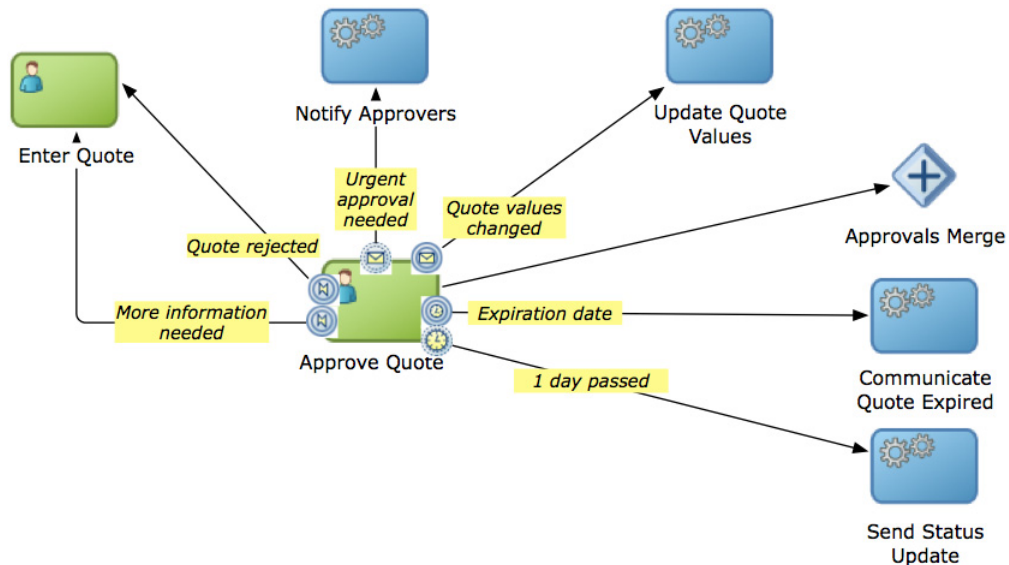 Notify Approvers
Update Quote
Values
Enter Quote
Urgent
approval
needed
Quote values
changed
Approvals Merge
Quote rejected
More information
needed
Expiration date
Approve Quote
1 day passed
Communicate
Quote Expired
Send Status
Update